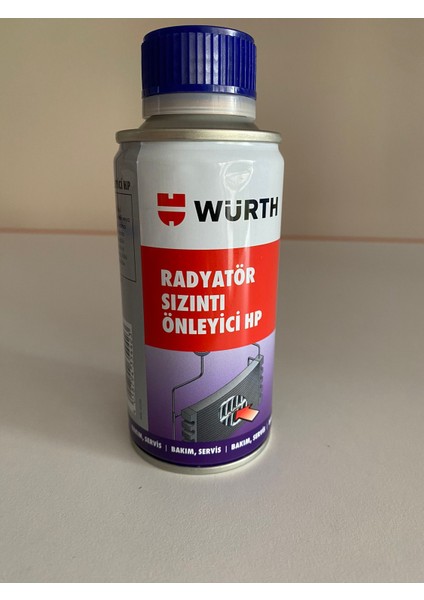 WÜRTH
RADYATÖR
SIZINTI
ÖNLEYİCİ HP
BAKIM, SERVİS | BAKIM, SERVİS | BAKIM, SERVİS